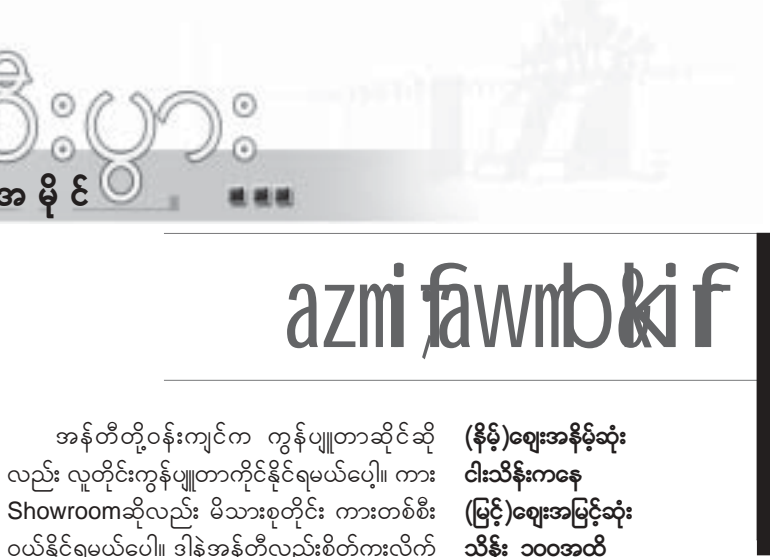 စီးပွား
အမိုင်
azmif;awmb&kdif
အန်တီတို့ဝန်းကျင်က ကွန်ပျူတာဆိုင်ဆို
လည်း လူတိုင်းကွန်ပျူတာကိုင်နိုင်ရမယ်ပေါ့။ ကား
Showroomဆိုလည်း မိသားစုတိုင်း ကားတစ်စီး
ဝယ်နိုင်ရမယ်ပေါ့။ ဒါနဲ့အန်တီလည်းစိတ်ကူးလိုက်
(နိမ့်)ဈေးအနိမ့်ဆုံး
ငါးသိန်းကနေ
(မြင့်)ဈေးအမြင့်ဆုံး
သိန်း ၁၀၀အထိ